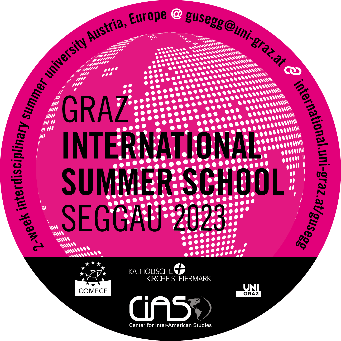 2-week interdisciplinary summer university Austria, Europe @ gusegg@uni-graz.at
international.uni-graz.at/gusegg
GRAZ
INTERNATIONAL
SUMMER SCHOOL
SEGGAU 2023
COMECE
KATHOLISCHE
KIRCHE STEIERMARK
UNI
GRAZ
CIAS
Center for Inter-American Studies